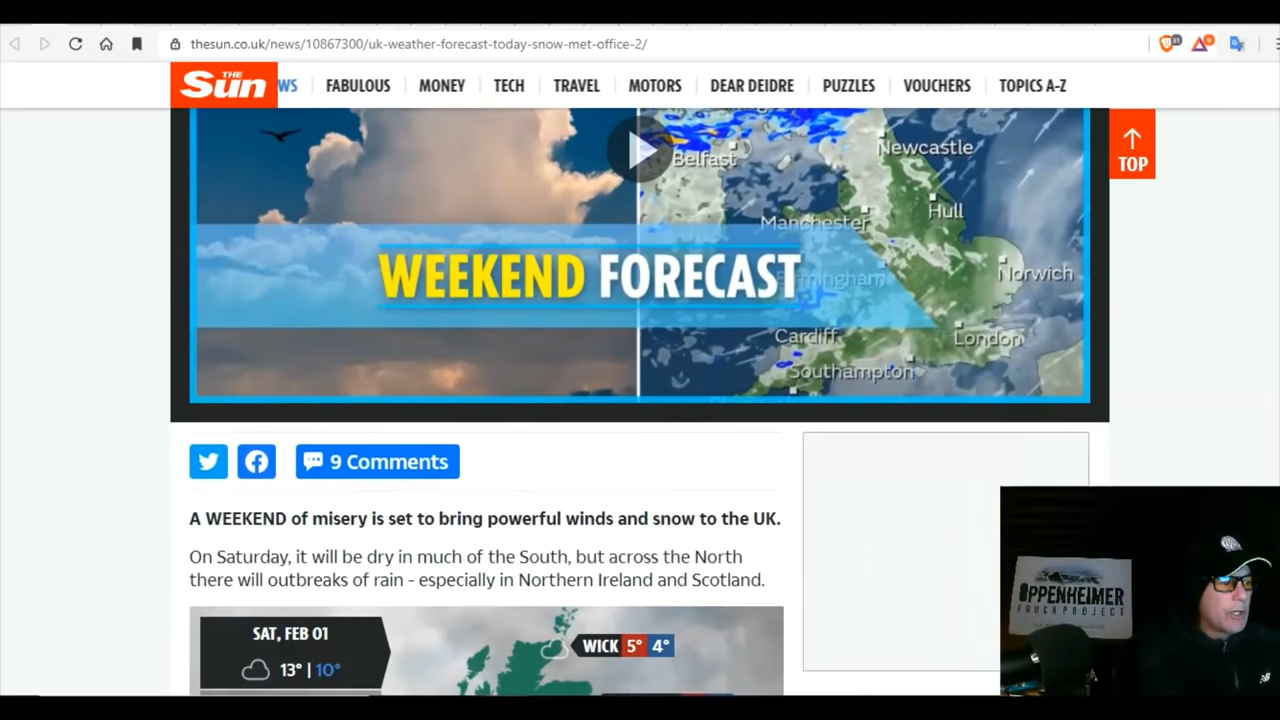 thesun.co.uk/news/10867300/uk-weather-forecast-today-snow-met-office-2/
THE Sun
WS FABULOUS MONEY TECH TRAVEL MOTORS DEAR DEIDRE PUZZLES VOUCHERS TOPICS A-Z
TOP
Belfast
Newcastle
Manchester
Hull
WEEKEND FORECAST
Birmingham
Norwich
Cardiff
London
Southampton
9 Comments
A WEEKEND of misery is set to bring powerful winds and snow to the UK.
On Saturday, it will be dry in much of the South, but across the North
there will outbreaks of rain - especially in Northern Ireland and Scotland.
SAT, FEB 01
13° | 10°
WICK 5° 4°
OPPENHEIMER
RANCH PROJECT